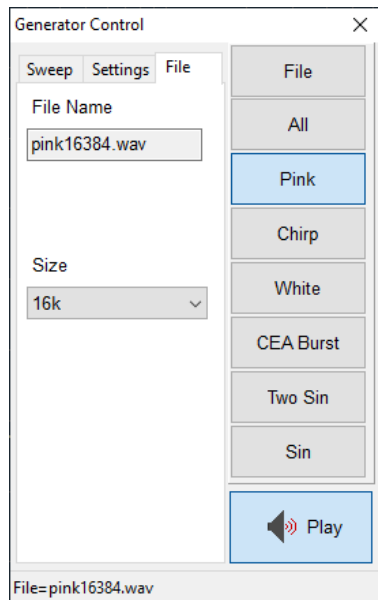 Generator Control
Sweep Settings File
File Name
pink16384.wav
Size
16k
File
All
Pink
Chirp
White
CEA Burst
Two Sin
Sin
Play
File=pink16384.wav